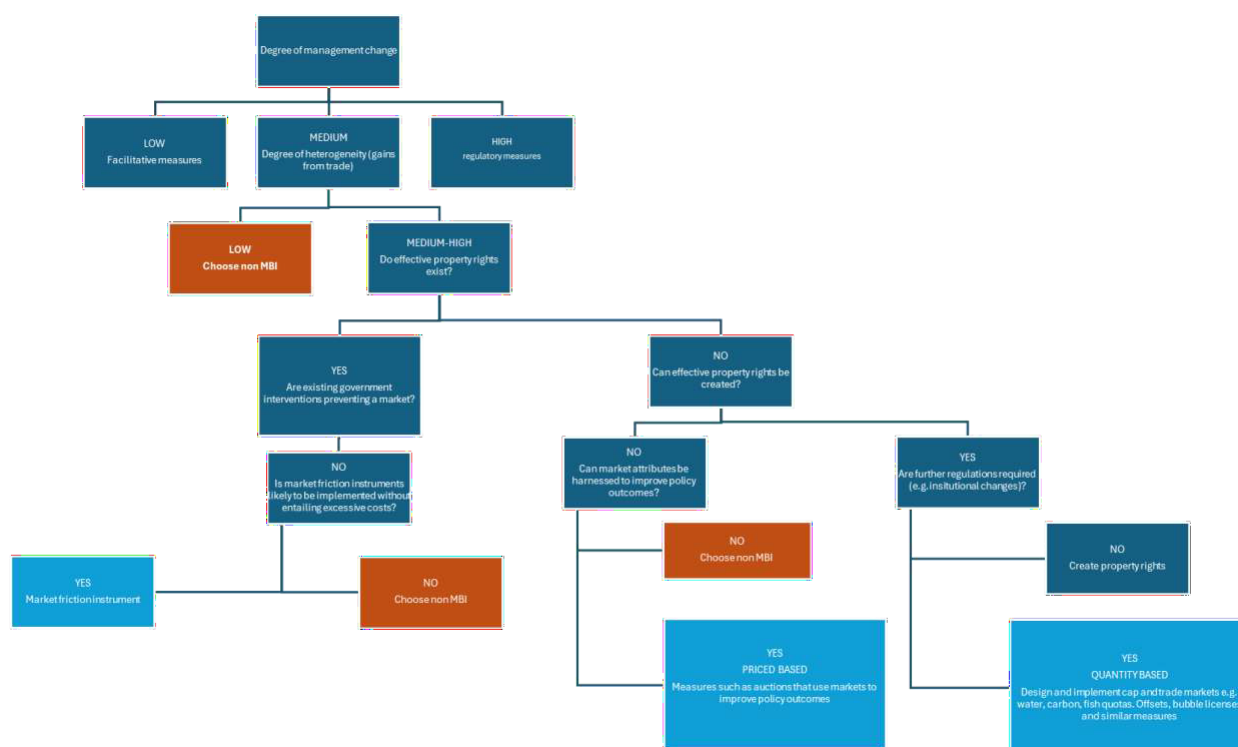 Degree of management change
LOW
Facilitative measures
MEDIUM
Degree of heterogeneity (gains
from trade)
HIGH
regulatory measures
LOW
Choose non MBI
MEDIUM-HIGH
Do effective property rights
exist?
YES
Are existing government
interventions preventing a market?
NO
Can effective property rights be
created?
NO
Is market friction instruments
likely to be implemented without
entailing excessive costs?
NO
Can market attributes be
harnessed to improve policy
outcomes?
YES
Are further regulations required
(e.g. insitutional changes)?
NO
Choose non MBI
NO
Create property rights
YES
Market friction instrument
NO
Choose non MBI
YES
PRICED BASED
Measures such as auctions that use markets to
improve policy outcomes
YES
QUANTITY BASED
Design and implement cap and trade markets e.g.
water, carbon, fish quotas. Offsets, bubble licenses
and similar measures